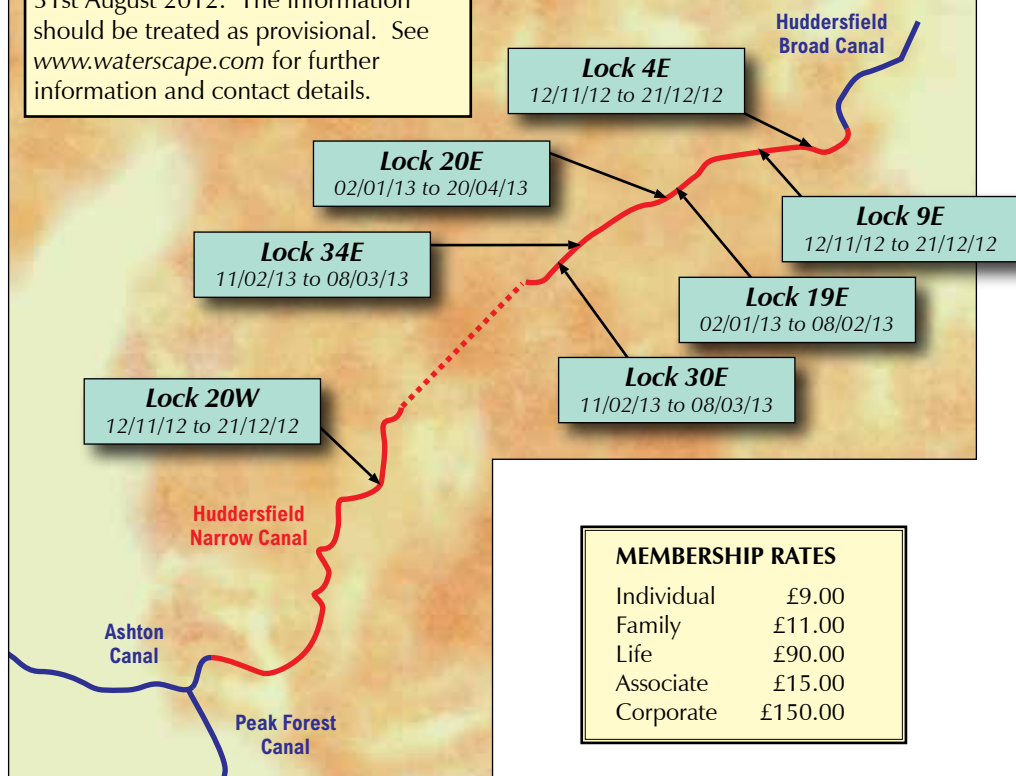 31st August 2012.  The information
should be treated as provisional.  See
www.waterscape.com for further
information and contact details.
Huddersfield
Broad Canal
Lock 4E
12/11/12 to 21/12/12
Lock 20E
02/01/13 to 20/04/13
Lock 9E
12/11/12 to 21/12/12
Lock 34E
11/02/13 to 08/03/13
Lock 19E
02/01/13 to 08/02/13
Lock 30E
11/02/13 to 08/03/13
Lock 20W
12/11/12 to 21/12/12
Huddersfield
Narrow Canal
Ashton
Canal
Peak Forest
Canal
MEMBERSHIP RATES
Individual £9.00
Family £11.00
Life £90.00
Associate £15.00
Corporate £150.00